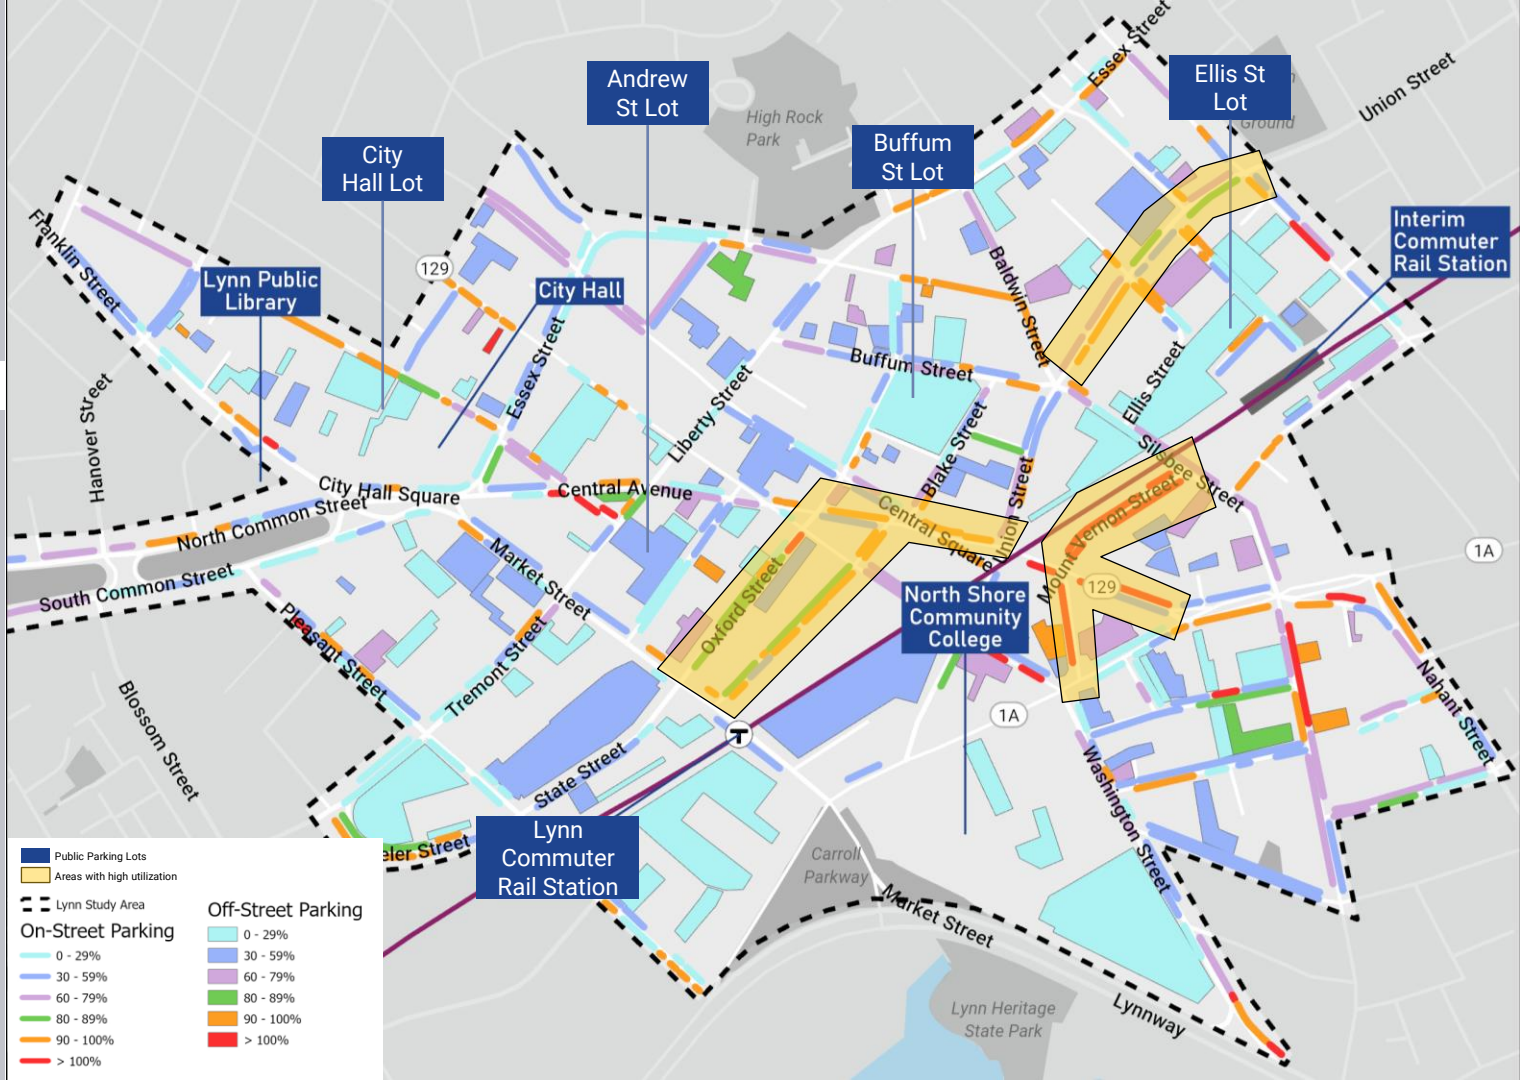 Essex Street
Ellis St
Lot
Ground
Union Street
Andrew
St Lot
High Rock
Park
Buffum
St Lot
City
Hall Lot
Interim
Commuter
Rail Station
Franklin Street
129
Lynn Public
Library
City Hall
Baldwin Street
Essex Street
Buffum Street
Liberty Street
Ellis Street
Hanover Street
Blake Street
Silsbee Street
Union Street
City Hall Square
Central Avenue
North Common Street
Central Square
Mount Vernon Street
1A
South Common Street
Market Street
Oxford Street
129
North Shore
Community
College
Pleasant Street
Tremont Street
Blossom Street
1A
T
Nahant Street
State Street
Washington Street
Lynn
Commuter
Rail Station
eler Street
Carroll
Parkway
Market Street
Lynn Heritage
State Park
Lynnway
Public Parking Lots
Areas with high utilization
Lynn Study Area
On-Street Parking
0 - 29%
30 - 59%
60 - 79%
80 - 89%
90 - 100%
> 100%
Off-Street Parking
0 - 29%
30 - 59%
60 - 79%
80 - 89%
90 - 100%
> 100%